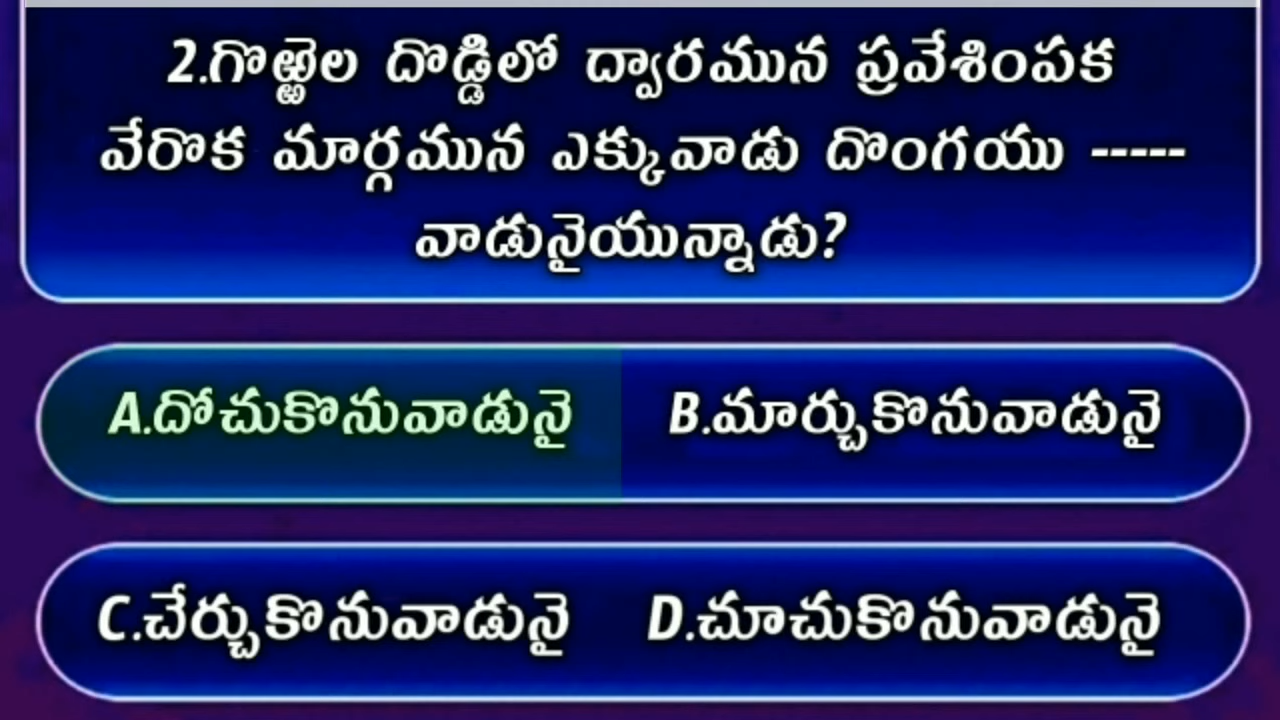 2.గొఱ్ఱెల దొడ్డిలో ద్వారమున ప్రవేశింపక
వేరొక మార్గమున ఎక్కువాడు దొంగయు -----
వాడునైయున్నాడు?
A.దోచుకొనువాడునై B.మార్చుకొనువాడునై
C.చేర్చుకొనువాడునై D.చూచుకొనువాడునై